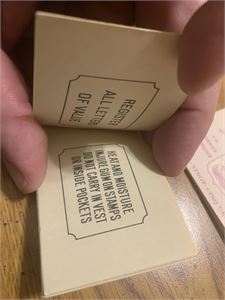 REGISTER
ALL LETTER
OF VALUE
HEAT AND MOISTURE
INJURE GUM ON STAMPS
DO NOT CARRY IN VEST
OR INSIDE POCKETS